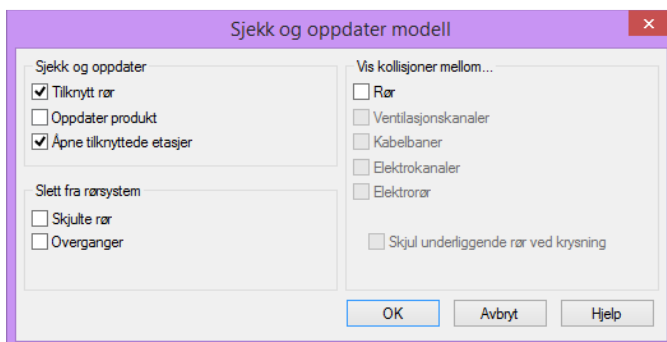 Sjekk og oppdater modell
Sjekk og oppdater
Tilknytt rør
Oppdater produkt
Åpne tilknyttede etasjer
Slett fra rørsystem
Skjulte rør
Overganger
Vis kollisjoner mellom...
Rør
Ventilasjonskanaler
Kabelbaner
Elektrokanaler
Elektrorør
Skjul underliggende rør ved krysning
OK
Avbryt
Hjelp